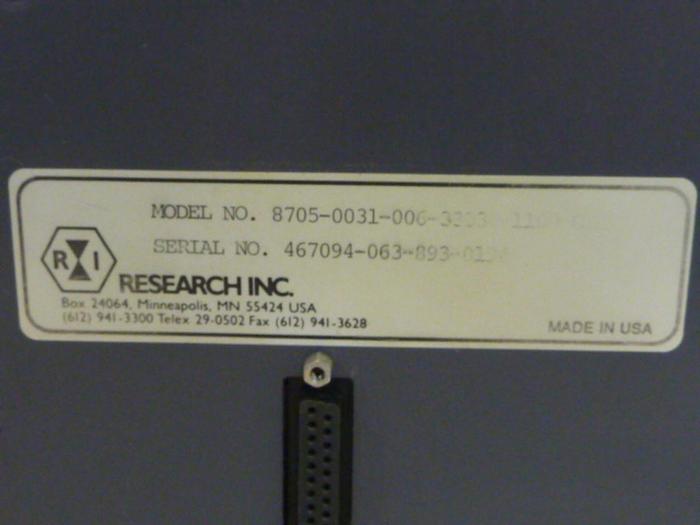 MODEL NO. 8705-0031-006-
SERIAL NO. 467094-063-893-
R I
RESEARCH INC.
Box 24064, Minneapolis, MN 55424 USA
(612) 941-3300 Telex 29-0502 Fax (612) 941-3628
MADE IN USA